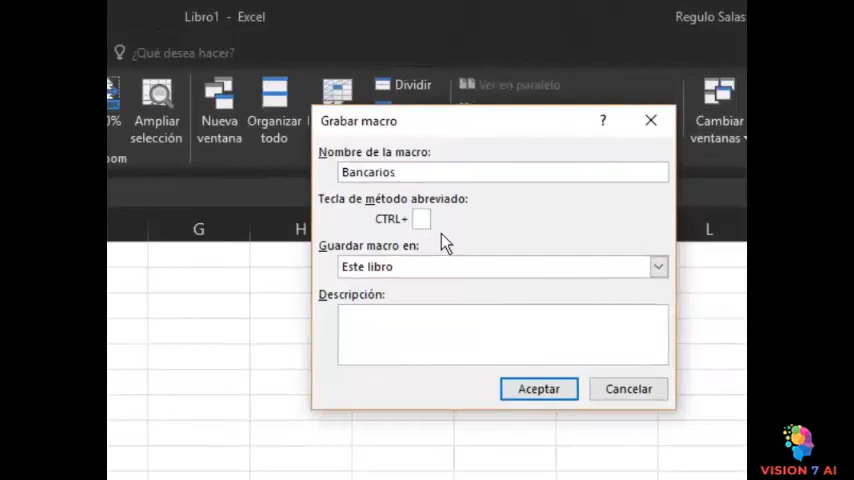 Libro1 - Excel
Regulo Salas
¿Qué desea hacer?
Dividir
Ver en paralelo
0%
Ampliar
selección
Nueva
ventana
Organizar
todo
Cambiar
ventanas
oom
Grabar macro
?
Nombre de la macro:
Bancarios
Tecla de método abreviado:
CTRL+
Guardar macro en:
Este libro
Descripción:
Aceptar
Cancelar
G
H
L
VISION 7 AI